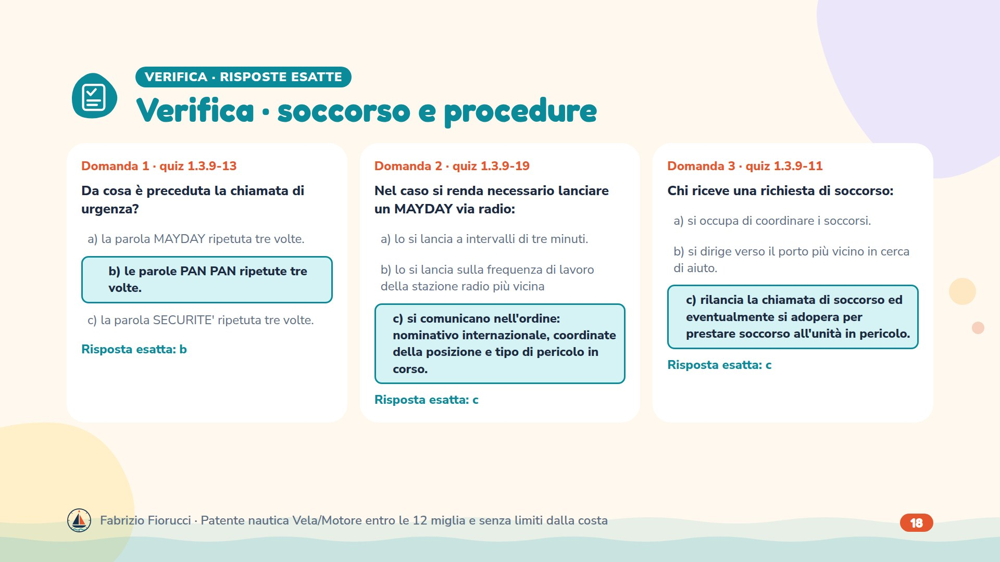 VERIFICA · RISPOSTE ESATTE
Verifica · soccorso e procedure
Domanda 1 · quiz 1.3.9-13
Da cosa è preceduta la chiamata di
urgenza?
a) la parola MAYDAY ripetuta tre volte.
b) le parole PAN PAN ripetute tre
volte.
c) la parola SECURITE' ripetuta tre volte.
Risposta esatta: b
Domanda 2 · quiz 1.3.9-19
Nel caso si renda necessario lanciare
un MAYDAY via radio:
a) lo si lancia a intervalli di tre minuti.
b) lo si lancia sulla frequenza di lavoro
della stazione radio più vicina
c) si comunicano nell'ordine:
nominativo internazionale, coordinate
della posizione e tipo di pericolo in
corso.
Risposta esatta: c
Domanda 3 · quiz 1.3.9-11
Chi riceve una richiesta di soccorso:
a) si occupa di coordinare i soccorsi.
b) si dirige verso il porto più vicino in cerca
di aiuto.
c) rilancia la chiamata di soccorso ed
eventualmente si adopera per
prestare soccorso all'unità in pericolo.
Risposta esatta: c
Fabrizio Fiorucci · Patente nautica Vela/Motore entro le 12 miglia e senza limiti dalla costa
18